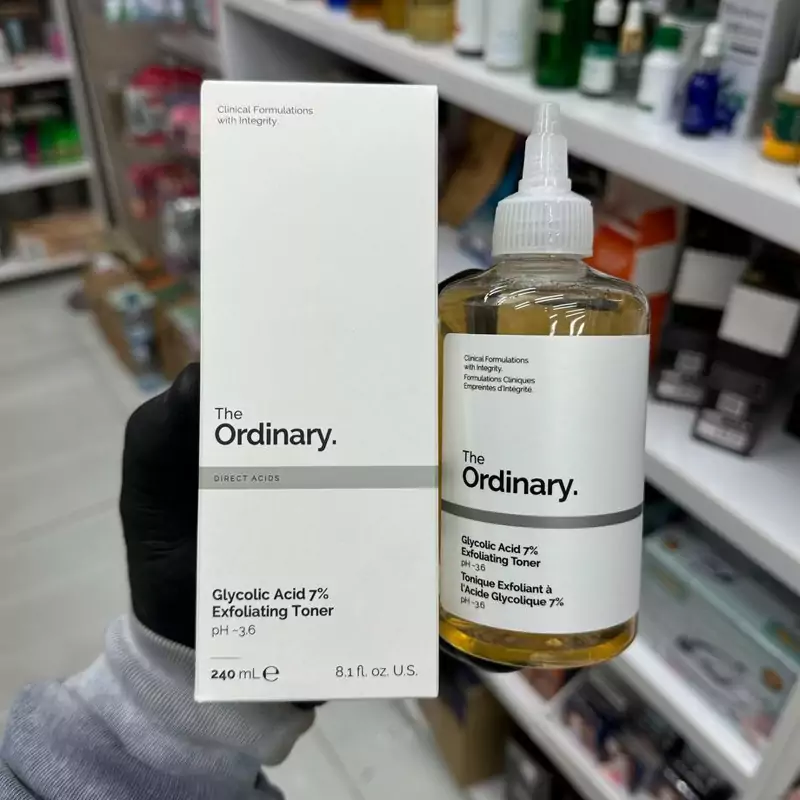 Clinical Formulations
with Integrity.
The
Ordinary.
DIRECT ACIDS
Glycolic Acid 7%
Exfoliating Toner
pH ~3.6
240 mL ℮ 8.1 fl. oz. U.S.
Clinical Formulations
with Integrity.
Formulations Cliniques
Empreintes d'Intégrité.
The
Ordinary.
Glycolic Acid 7%
Exfoliating Toner
pH ~3.6
Tonique Exfoliant à
l'Acide Glycolique 7%
pH ~3.6